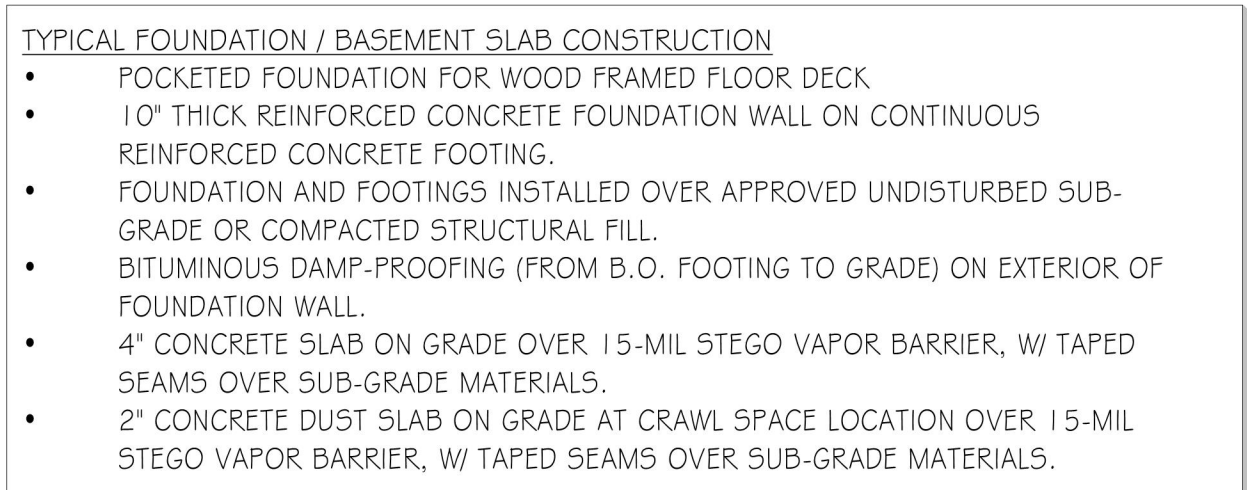 TYPICAL FOUNDATION / BASEMENT SLAB CONSTRUCTION
• POCKETED FOUNDATION FOR WOOD FRAMED FLOOR DECK
• 10" THICK REINFORCED CONCRETE FOUNDATION WALL ON CONTINUOUS
REINFORCED CONCRETE FOOTING.
• FOUNDATION AND FOOTINGS INSTALLED OVER APPROVED UNDISTURBED SUB-
GRADE OR COMPACTED STRUCTURAL FILL.
• BITUMINOUS DAMP-PROOFING (FROM B.O. FOOTING TO GRADE) ON EXTERIOR OF
FOUNDATION WALL.
• 4" CONCRETE SLAB ON GRADE OVER 15-MIL STEGO VAPOR BARRIER, W/ TAPED
SEAMS OVER SUB-GRADE MATERIALS.
• 2" CONCRETE DUST SLAB ON GRADE AT CRAWL SPACE LOCATION OVER 15-MIL
STEGO VAPOR BARRIER, W/ TAPED SEAMS OVER SUB-GRADE MATERIALS.